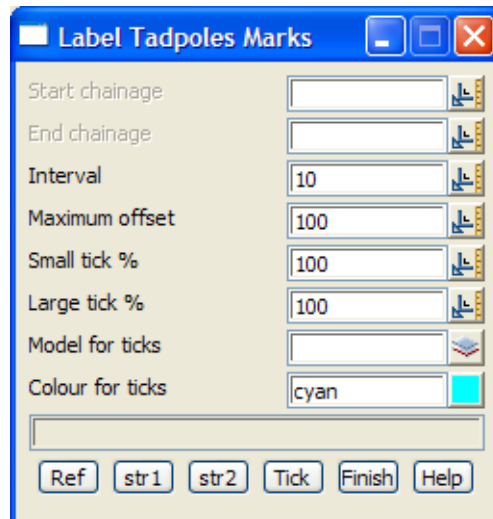 Label Tadpoles Marks
Start chainage
End chainage
Interval 10
Maximum offset 100
Small tick % 100
Large tick % 100
Model for ticks
Colour for ticks cyan
Ref str1 str2 Tick Finish Help